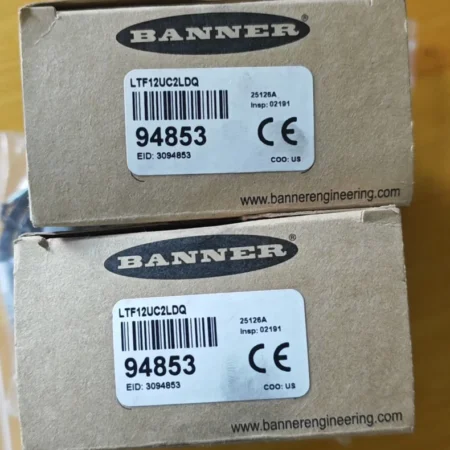 BANNER
LTF12UC2LDQ
25126A
Insp: 02191
94853
EID: 3094853
CE
COO: US
www.bannerengineering.com
BANNER
LTF12UC2LDQ
25126A
Insp: 02191
94853
EID: 3094853
CE
COO: US
www.bannerengineering.com